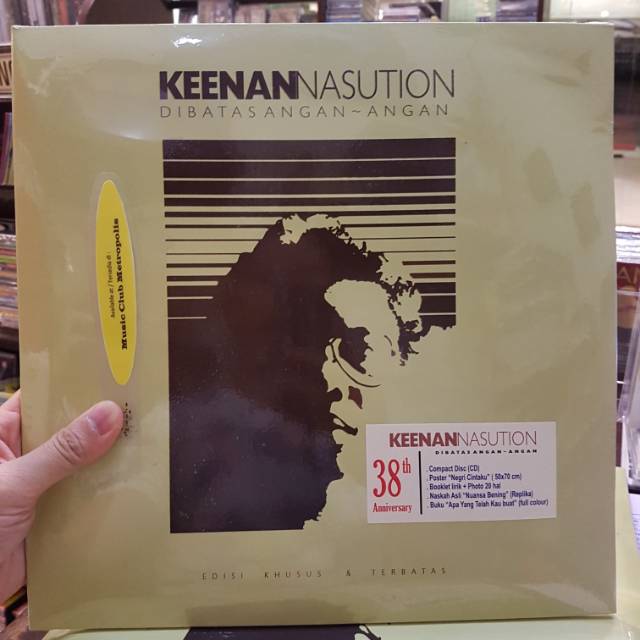 KEENANNASUTION
DIBATASANGAN~ANGAN
Available at / Tersedia di :
Music Club Metropolis
KEENANNASUTION
DIBATASANGAN~ANGAN
38th
Anniversary
. Compact Disc (CD)
. Poster "Negri Cintaku" ( 50x70 cm)
. Booklet lirik + Photo 20 hal
. Naskah Asli "Nuansa Bening" (Replika)
. Buku "Apa Yang Telah Kau buat" (full colour)
EDISI KHUSUS & TERBATAS